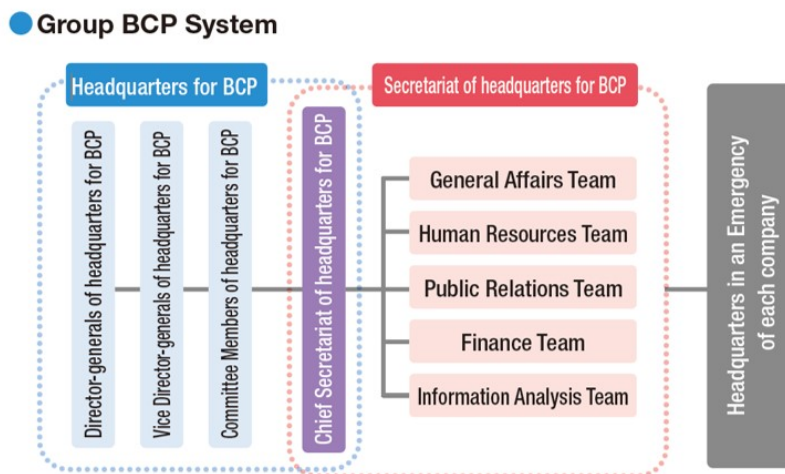 Group BCP System
Headquarters for BCP
Secretariat of headquarters for BCP
Director-generals of headquarters for BCP
Vice Director-generals of headquarters for BCP
Committee Members of headquarters for BCP
Chief Secretariat of headquarters for BCP
General Affairs Team
Human Resources Team
Public Relations Team
Finance Team
Information Analysis Team
Headquarters in an Emergency
of each company